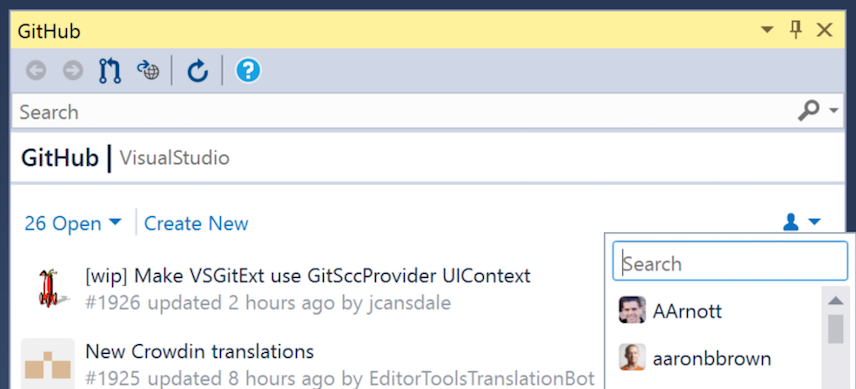 GitHub
Search
GitHub | VisualStudio
26 Open Create New
Search
[wip] Make VSGitExt use GitSccProvider UIContext
#1926 updated 2 hours ago by jcansdale
AArnott
New Crowdin translations
aaronbbrown
#1925 updated 8 hours ago by EditorToolsTranslationBot